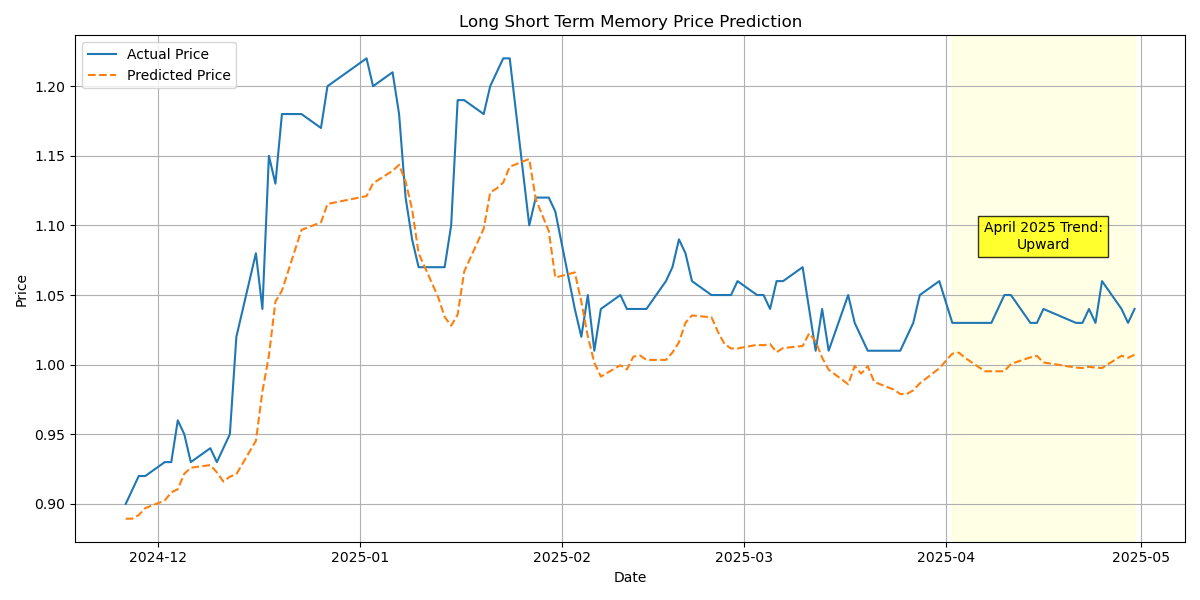 Long Short Term Memory Price Prediction
Actual Price
Predicted Price
April 2025 Trend:
Upward
Price
1.20
1.15
1.10
1.05
1.00
0.95
0.90
2024-12
2025-01
2025-02
2025-03
2025-04
2025-05
Date